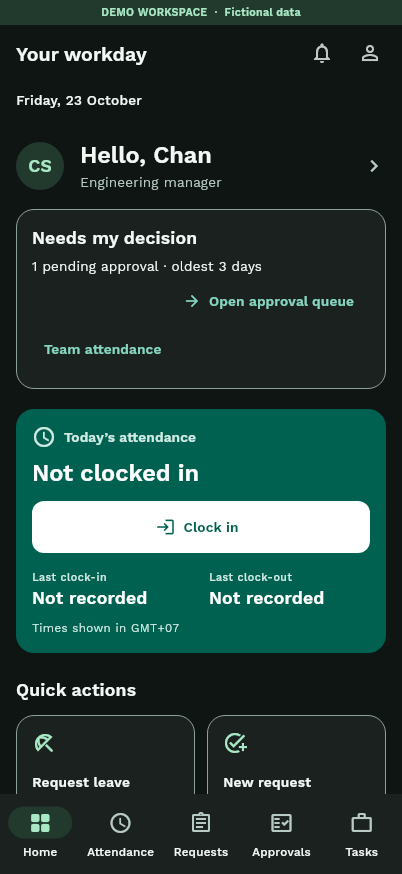 DEMO WORKSPACE · Fictional data
Your workday
Friday, 23 October
CS
Hello, Chan
Engineering manager
Needs my decision
1 pending approval · oldest 3 days
Open approval queue
Team attendance
Today’s attendance
Not clocked in
Clock in
Last clock-in Last clock-out
Not recorded Not recorded
Times shown in GMT+07
Quick actions
Request leave New request
Home Attendance Requests Approvals Tasks